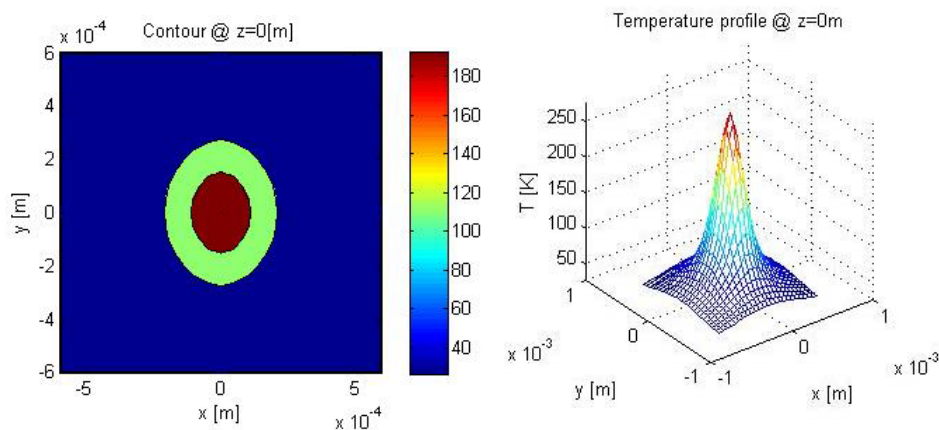 Contour @ z=0[m]
x 10^-4
6
4
2
0
-2
-4
-6
y [m]
-5
0
5
x [m]
x 10^-4
180
160
140
120
100
80
60
40
Temperature profile @ z=0m
250
200
150
100
50
T [K]
1
0
-1
x 10^-3
y [m]
-1
0
1
x 10^-3
x [m]